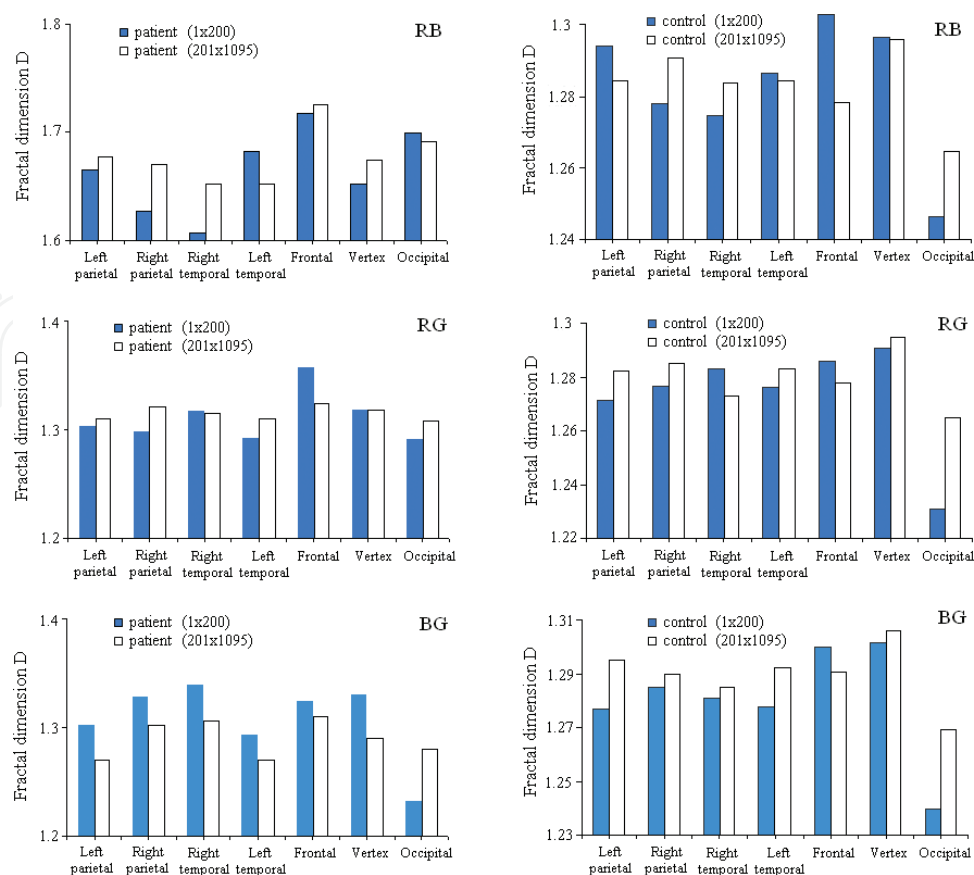 1.8
1.7
1.6
Fractal dimension D
patient (1x200)
patient (201x1095)
RB
Left parietal
Right parietal
Right temporal
Left temporal
Frontal
Vertex
Occipital
1.3
1.28
1.26
1.24
Fractal dimension D
control (1x200)
control (201x1095)
RB
Left parietal
Right parietal
Right temporal
Left temporal
Frontal
Vertex
Occipital
1.4
1.3
1.2
Fractal dimension D
patient (1x200)
patient (201x1095)
RG
Left parietal
Right parietal
Right temporal
Left temporal
Frontal
Vertex
Occipital
1.3
1.28
1.26
1.24
1.22
Fractal dimension D
control (1x200)
control (201x1095)
RG
Left parietal
Right parietal
Right temporal
Left temporal
Frontal
Vertex
Occipital
1.4
1.3
1.2
Fractal dimension D
patient (1x200)
patient (201x1095)
BG
Left parietal
Right parietal
Right temporal
Left temporal
Frontal
Vertex
Occipital
1.31
1.29
1.27
1.25
1.23
Fractal dimension D
control (1x200)
control (201x1095)
BG
Left parietal
Right parietal
Right temporal
Left temporal
Frontal
Vertex
Occipital